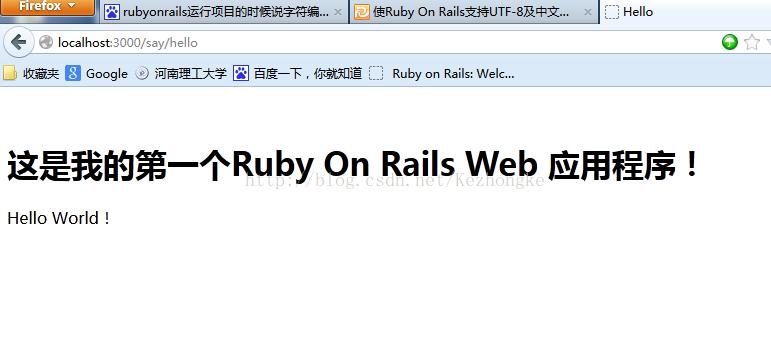 Firefox
rubyonrails运行项目的时候说字符编...
使Ruby On Rails支持UTF-8及中文...
Hello
localhost:3000/say/hello
收藏夹
Google
河南理工大学
百度一下，你就知道
Ruby on Rails: Welc...
这是我的第一个Ruby On Rails Web 应用程序！
http://blog.csdn.net/Kezhongke
Hello World！